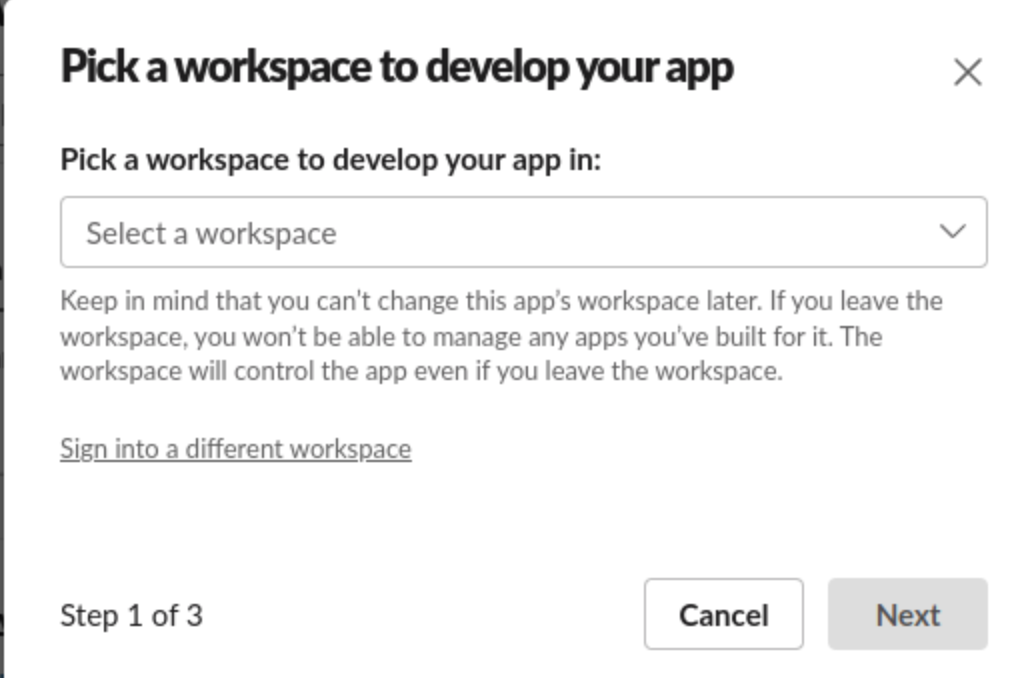 Pick a workspace to develop your app
Pick a workspace to develop your app in:
Select a workspace
Keep in mind that you can’t change this app’s workspace later. If you leave the
workspace, you won’t be able to manage any apps you’ve built for it. The
workspace will control the app even if you leave the workspace.
Sign into a different workspace
Step 1 of 3
Cancel
Next